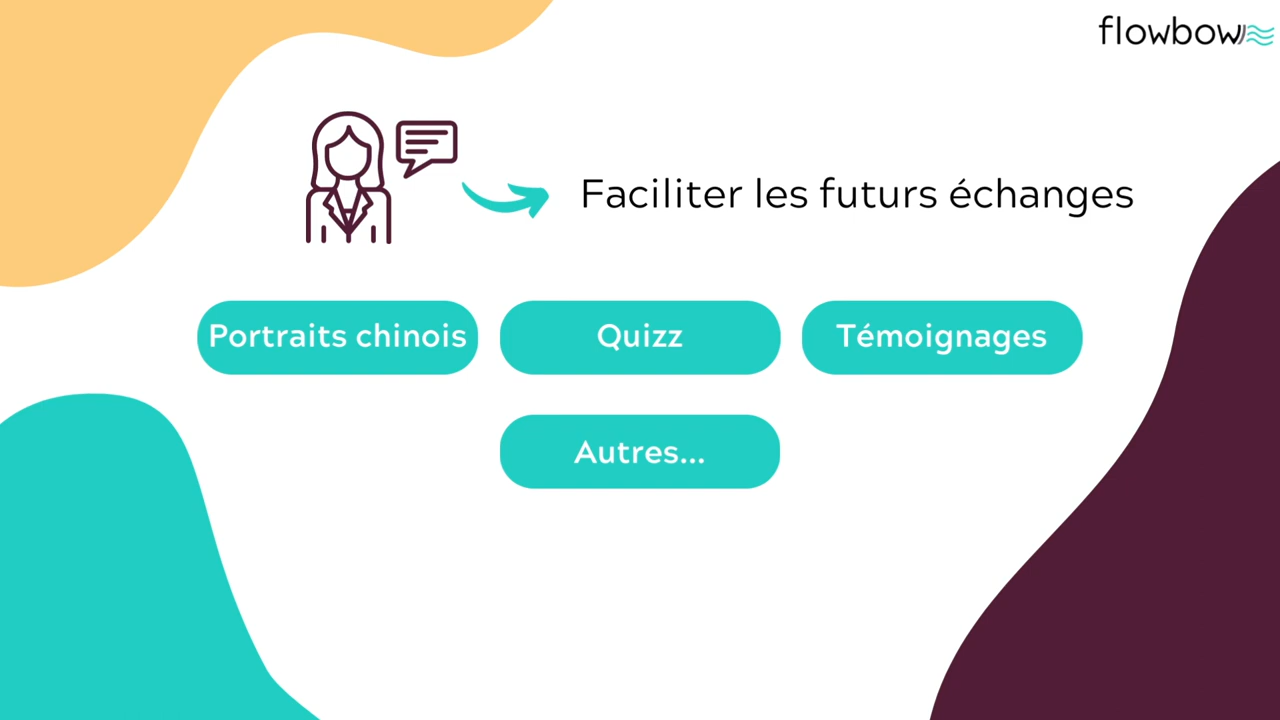 flowbow
Faciliter les futurs échanges
Portraits chinois
Quizz
Témoignages
Autres...